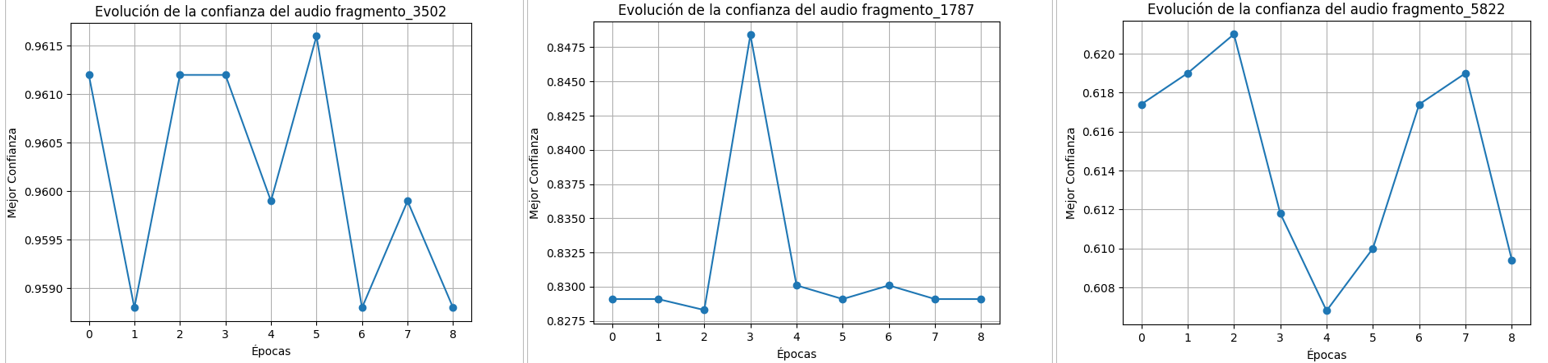 Evolución de la confianza del audio fragmento_3502
0.9615
0.9610
0.9605
0.9600
0.9595
0.9590
Mejor Confianza
0 1 2 3 4 5 6 7 8
Épocas
Evolución de la confianza del audio fragmento_1787
0.8475
0.8450
0.8425
0.8400
0.8375
0.8350
0.8325
0.8300
0.8275
Mejor Confianza
0 1 2 3 4 5 6 7 8
Épocas
Evolución de la confianza del audio fragmento_5822
0.620
0.618
0.616
0.614
0.612
0.610
0.608
Mejor Confianza
0 1 2 3 4 5 6 7 8
Épocas